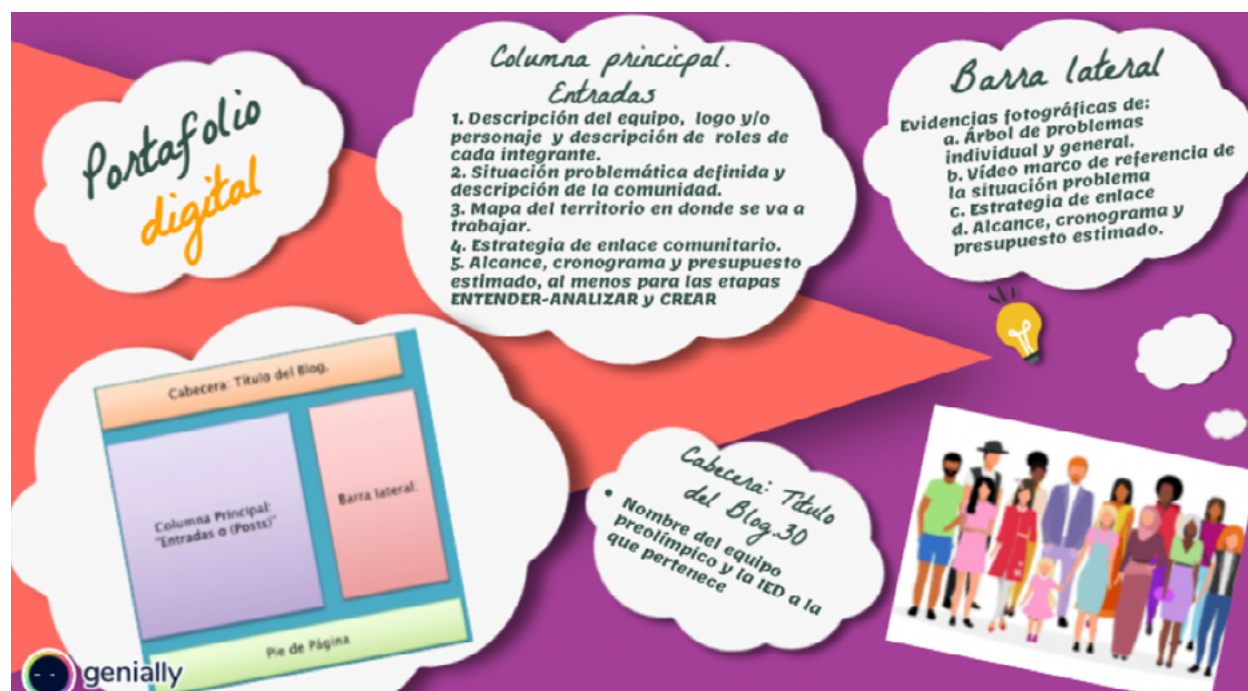 Portafolio
digital
Columna princicpal.
Entradas
1. Descripción del equipo, logo y/o
personaje y descripción de roles de
cada integrante.
2. Situación problemática definida y
descripción de la comunidad.
3. Mapa del territorio en donde se va a
trabajar.
4. Estrategia de enlace comunitario.
5. Alcance, cronograma y presupuesto
estimado, al menos para las etapas
ENTENDER-ANALIZAR y CREAR
Barra lateral
Evidencias fotográficas de:
a. Árbol de problemas
individual y general.
b. Vídeo marco de referencia de
la situación problema
c. Estrategia de enlace
d. Alcance, cronograma y
presupuesto estimado.
Cabecera: Título del Blog.
Columna Principal:
"Entradas o (Posts)"
Barra lateral:
Pie de Página
Cabecera: Título
del Blog.30
• Nombre del equipo
preolímpico y la IED a la
que pertenece
genially